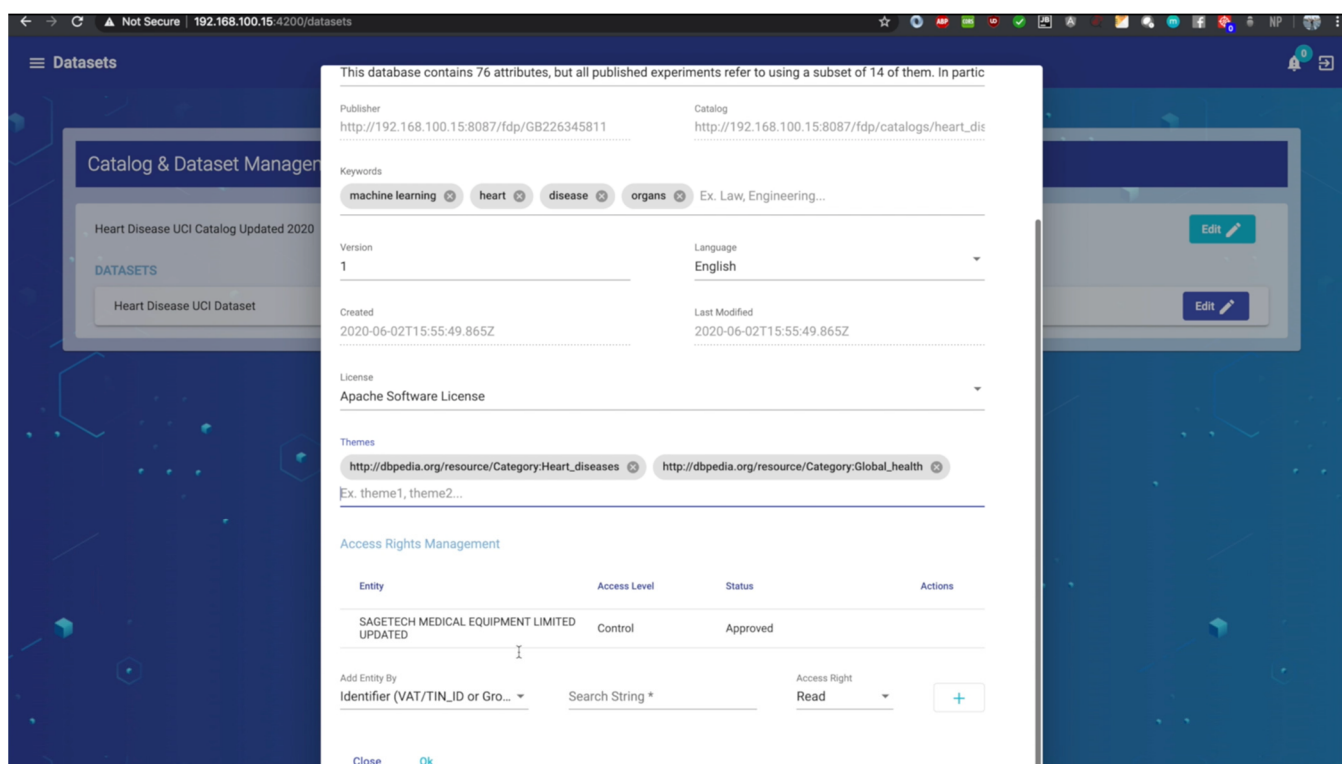 Not Secure | 192.168.100.15:4200/datasets
ABP
NP
0
Datasets
0
This database contains 76 attributes, but all published experiments refer to using a subset of 14 of them. In partic
Publisher
Catalog
http://192.168.100.15:8087/fdp/GB226345811
http://192.168.100.15:8087/fdp/catalogs/heart_dis
Catalog & Dataset Managen
Keywords
machine learning heart disease organs Ex. Law, Engineering...
Heart Disease UCI Catalog Updated 2020
Edit
Version
Language
1
English
DATASETS
Heart Disease UCI Dataset
Edit
Created
Last Modified
2020-06-02T15:55:49.865Z
2020-06-02T15:55:49.865Z
License
Apache Software License
Themes
http://dbpedia.org/resource/Category:Heart_diseases http://dbpedia.org/resource/Category:Global_health
Ex. theme1, theme2...
Access Rights Management
Entity Access Level Status Actions
SAGETECH MEDICAL EQUIPMENT LIMITED
UPDATED
Control Approved
Add Entity By
Access Right
Identifier (VAT/TIN_ID or Gro... Search String * Read
+
Close Ok